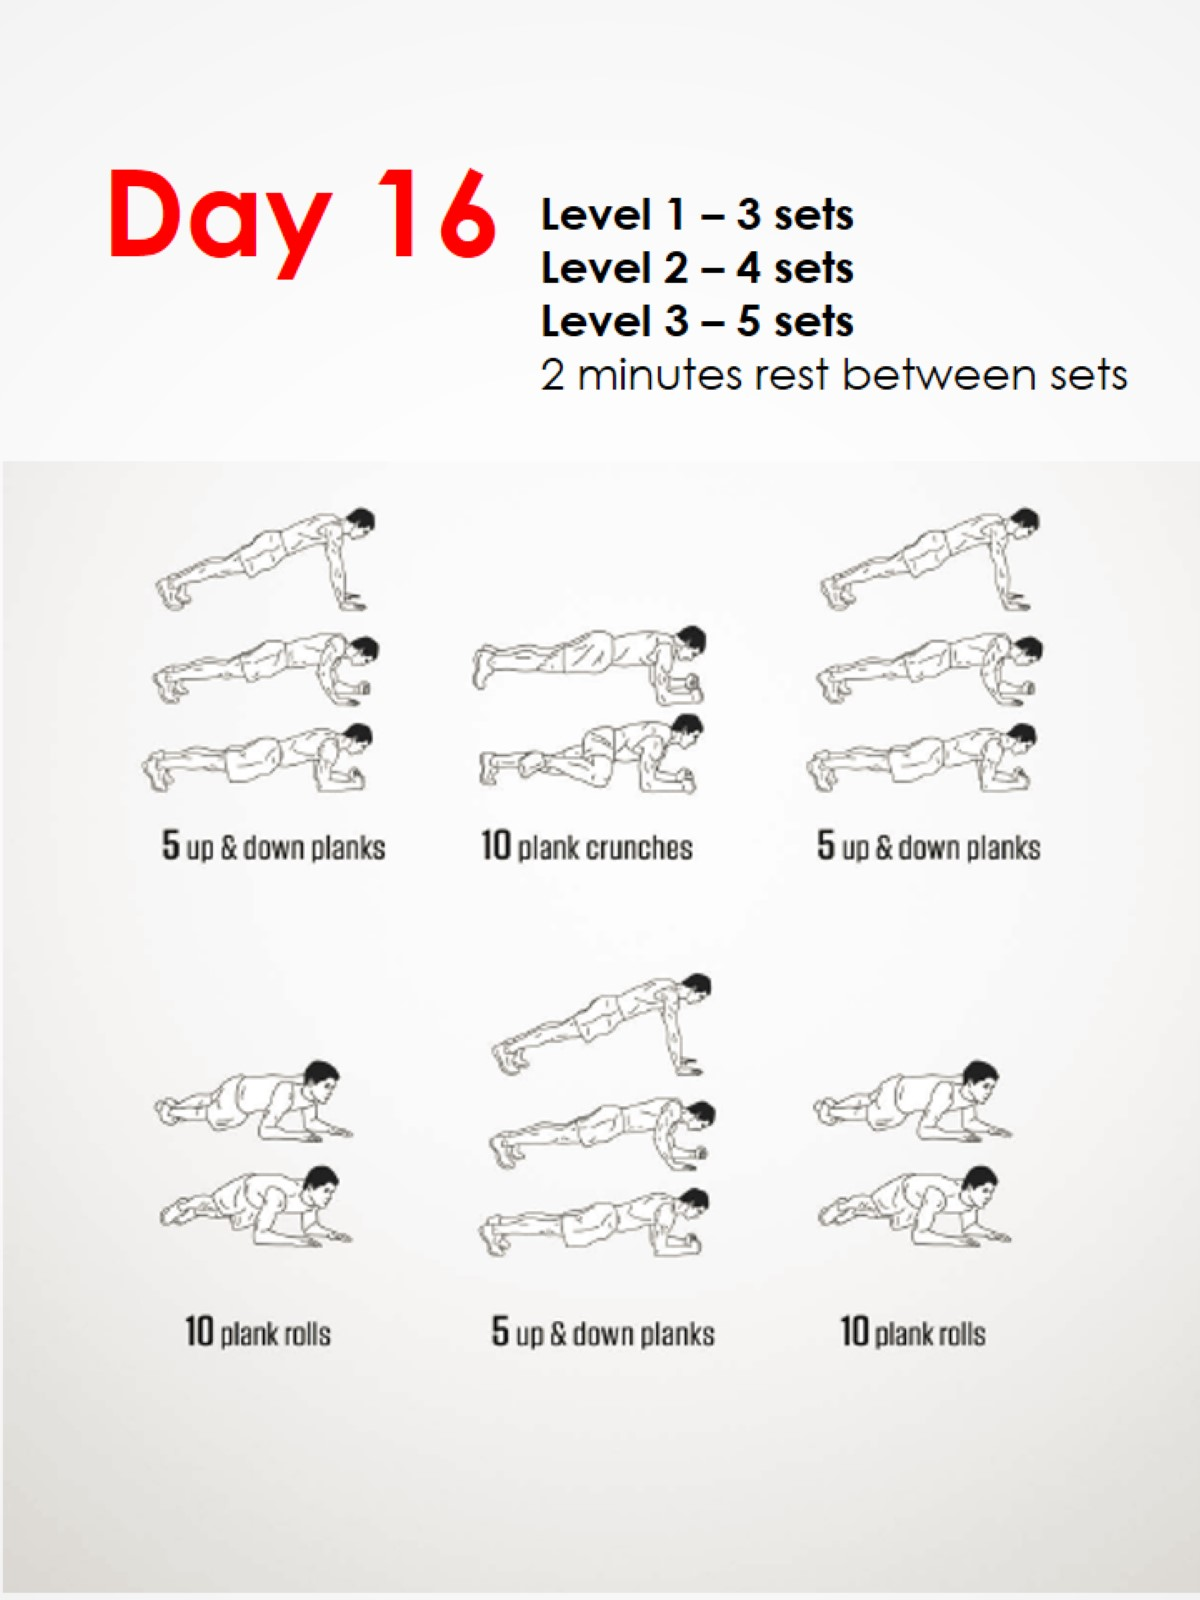 Day 16
Level 1 – 3 sets
Level 2 – 4 sets
Level 3 – 5 sets
2 minutes rest between sets
5 up & down planks
10 plank crunches
5 up & down planks
10 plank rolls
5 up & down planks
10 plank rolls